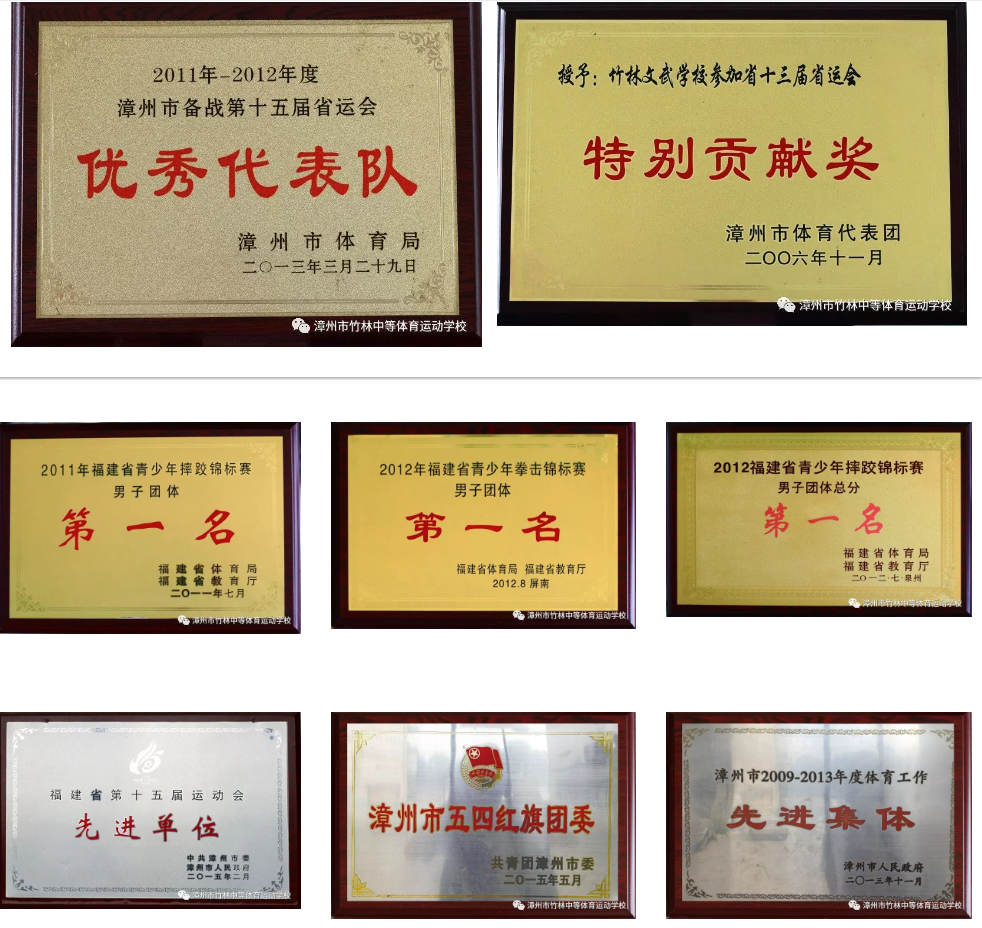 2011年-2012年度
漳州市备战第十五届省运会
优秀代表队
漳州市体育局
二〇一三年三月二十九日
漳州市竹林中等体育运动学校
授予：竹林文武学校参加省十三届省运会
特别贡献奖
漳州市体育代表团
二〇〇六年十一月
漳州市竹林中等体育运动学校
2011年福建省青少年摔跤锦标赛
男子团体
第一名
福建省体育局
福建省教育厅
二〇一一年七月
漳州市竹林中等体育运动学校
2012年福建省青少年拳击锦标赛
男子团体
第一名
福建省体育局 福建省教育厅
2012.8 屏南
漳州市竹林中等体育运动学校
2012福建省青少年摔跤锦标赛
男子团体总分
第一名
福建省体育局
福建省教育厅
二〇一二·七·泉州
漳州市竹林中等体育运动学校
福建省第十五届运动会
先进单位
中共漳州市委
漳州市人民政府
二〇一五年二月
漳州市竹林中等体育运动学校
漳州市五四红旗团委
共青团漳州市委
二〇一五年五月
漳州市竹林中等体育运动学校
漳州市2009-2013年度体育工作
先进集体
漳州市人民政府
二〇一三年十一月
漳州市竹林中等体育运动学校